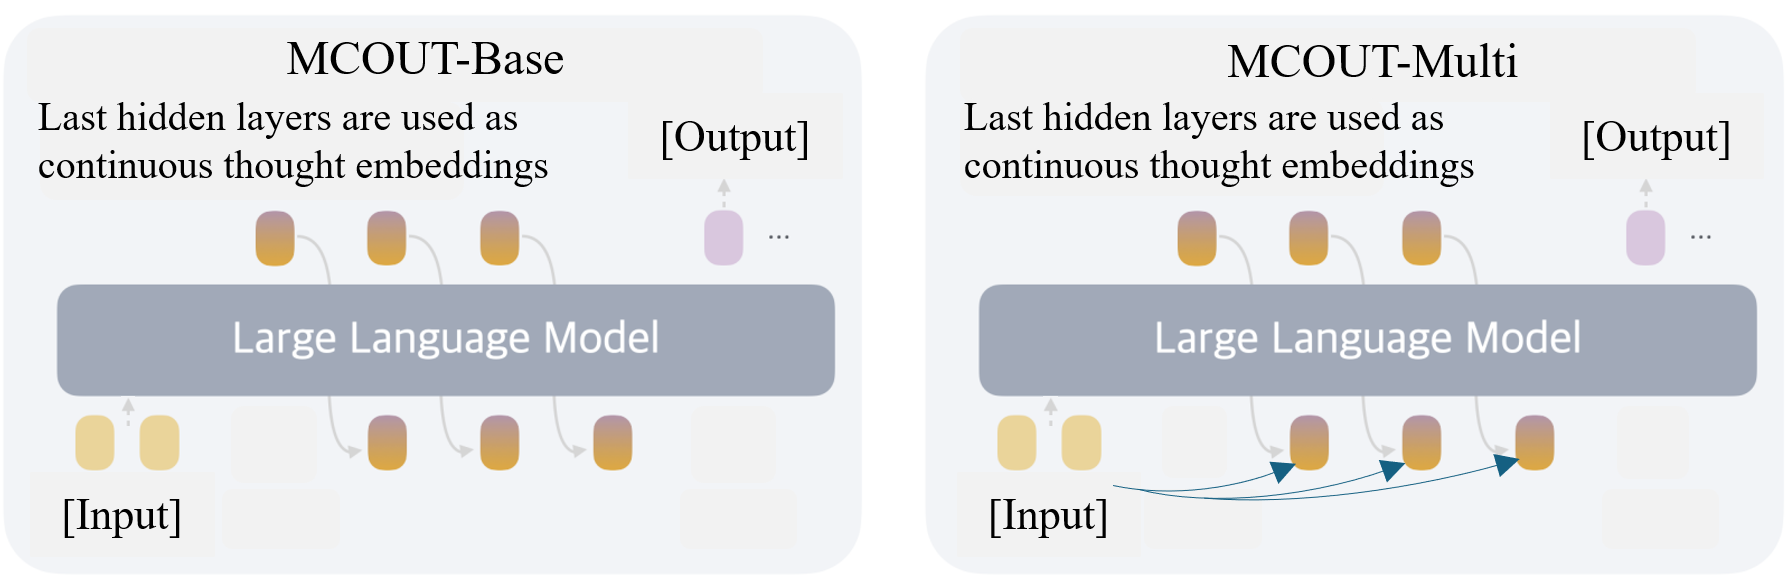 MCOUT-Base
Last hidden layers are used as
continuous thought embeddings
[Output]
...
Large Language Model
[Input]
MCOUT-Multi
Last hidden layers are used as
continuous thought embeddings
[Output]
...
Large Language Model
[Input]